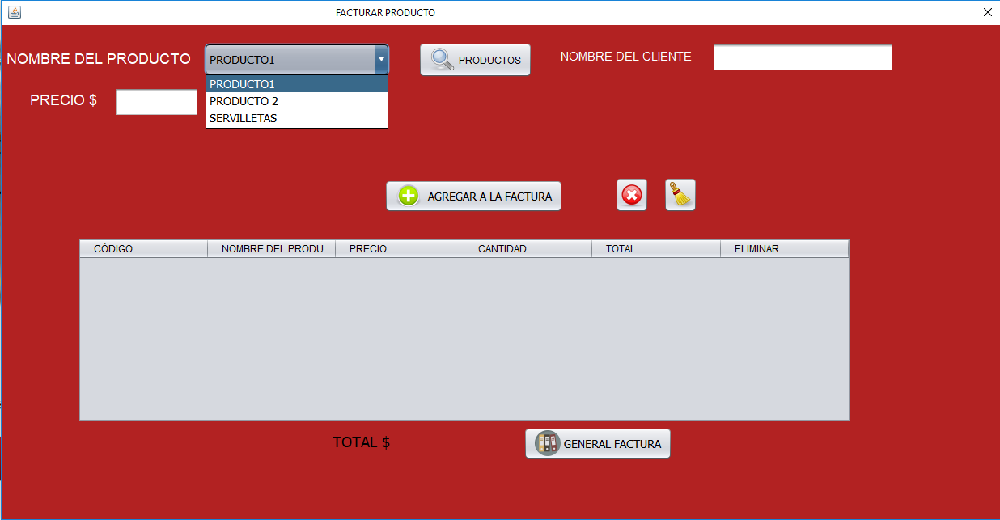 FACTURAR PRODUCTO
NOMBRE DEL PRODUCTO PRODUCTO1 PRODUCTOS NOMBRE DEL CLIENTE
PRODUCTO1
PRECIO $ PRODUCTO 2
SERVILLETAS
AGREGAR A LA FACTURA
CÓDIGO NOMBRE DEL PRODU... PRECIO CANTIDAD TOTAL ELIMINAR
TOTAL $ GENERAL FACTURA